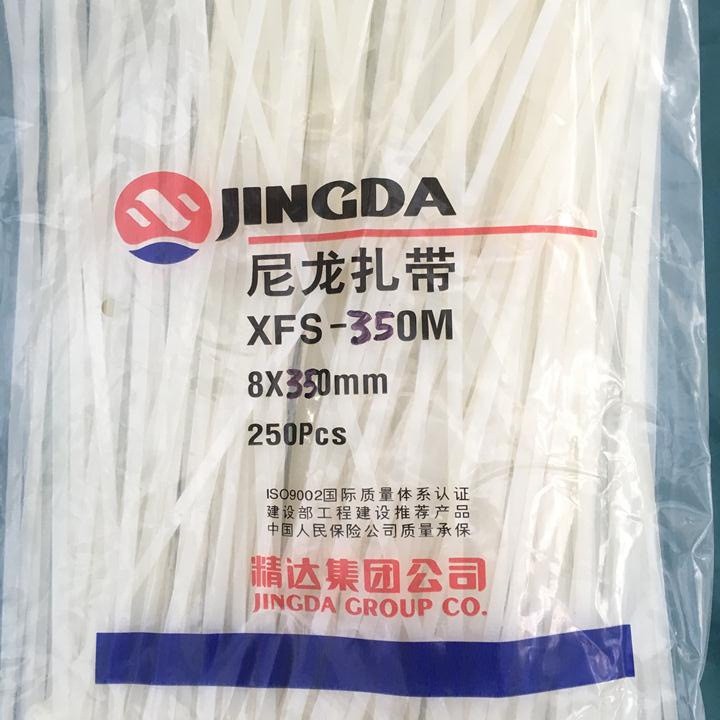 JINGDA
尼龙扎带
XFS-350M
8X350mm
250Pcs
ISO9002国际质量体系认证
建设部工程建设推荐产品
中国人民保险公司质量承保
精达集团公司
JINGDA GROUP CO.